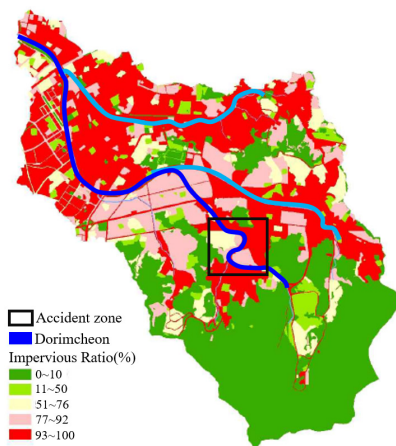 Accident zone
Dorimcheon
Impervious Ratio(%)
0~10
11~50
51~76
77~92
93~100